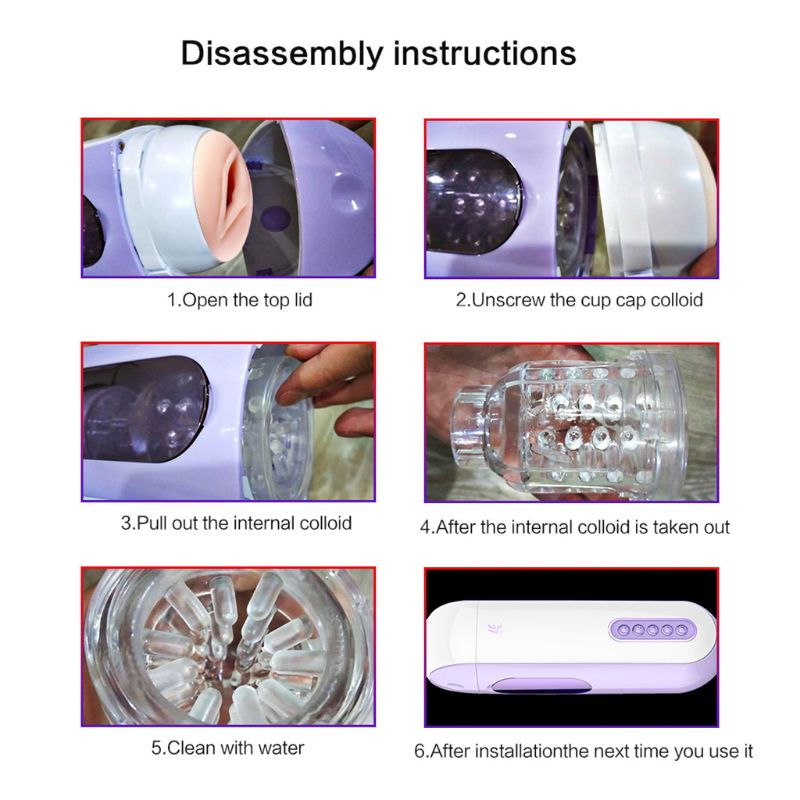 Disassembly instructions
1.Open the top lid
2.Unscrew the cup cap colloid
3.Pull out the internal colloid
4.After the internal colloid is taken out
5.Clean with water
6.After installationthe next time you use it